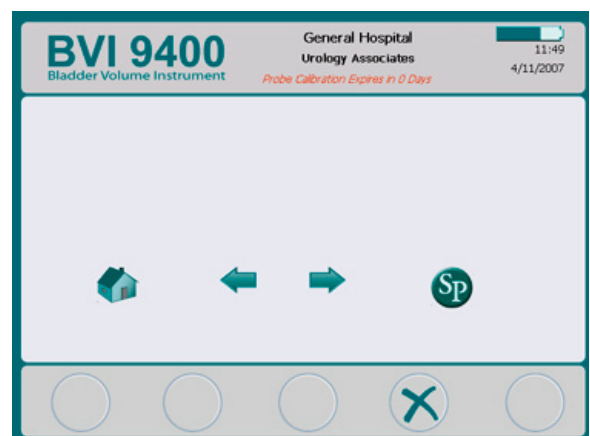 BVI 9400
Bladder Volume Instrument
General Hospital
Urology Associates
Probe Calibration Expires in 0 Days
11:49
4/11/2007
SP